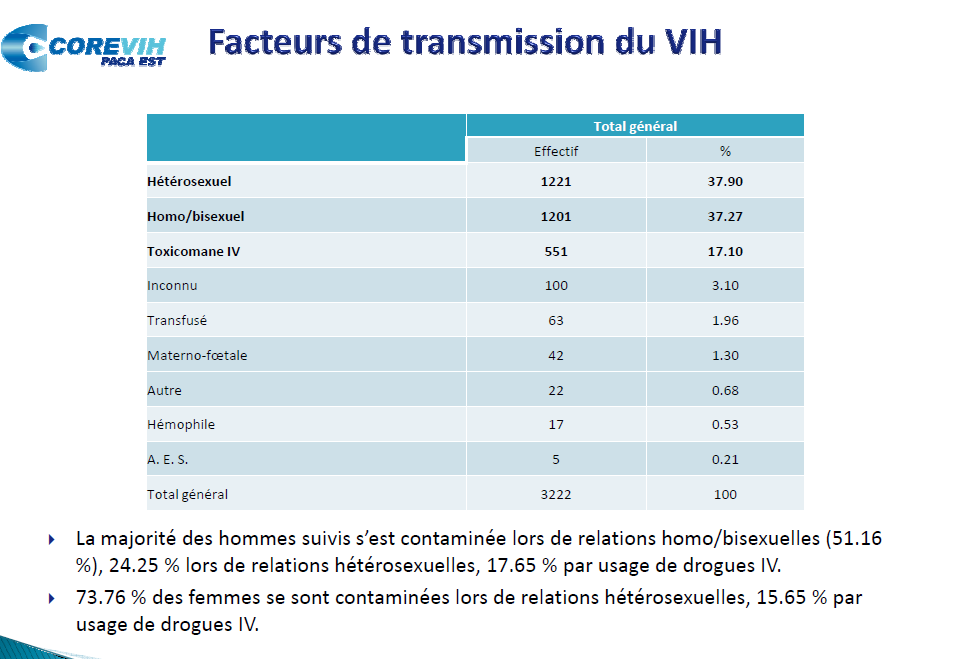 COREVIH
PACA EST
Facteurs de transmission du VIH
Total général
Effectif %
Hétérosexuel 1221 37.90
Homo/bisexuel 1201 37.27
Toxicomane IV 551 17.10
Inconnu 100 3.10
Transfusé 63 1.96
Materno-fœtale 42 1.30
Autre 22 0.68
Hémophile 17 0.53
A. E. S. 5 0.21
Total général 3222 100
La majorité des hommes suivis s’est contaminée lors de relations homo/bisexuelles (51.16
%), 24.25 % lors de relations hétérosexuelles, 17.65 % par usage de drogues IV.
73.76 % des femmes se sont contaminées lors de relations hétérosexuelles, 15.65 % par
usage de drogues IV.